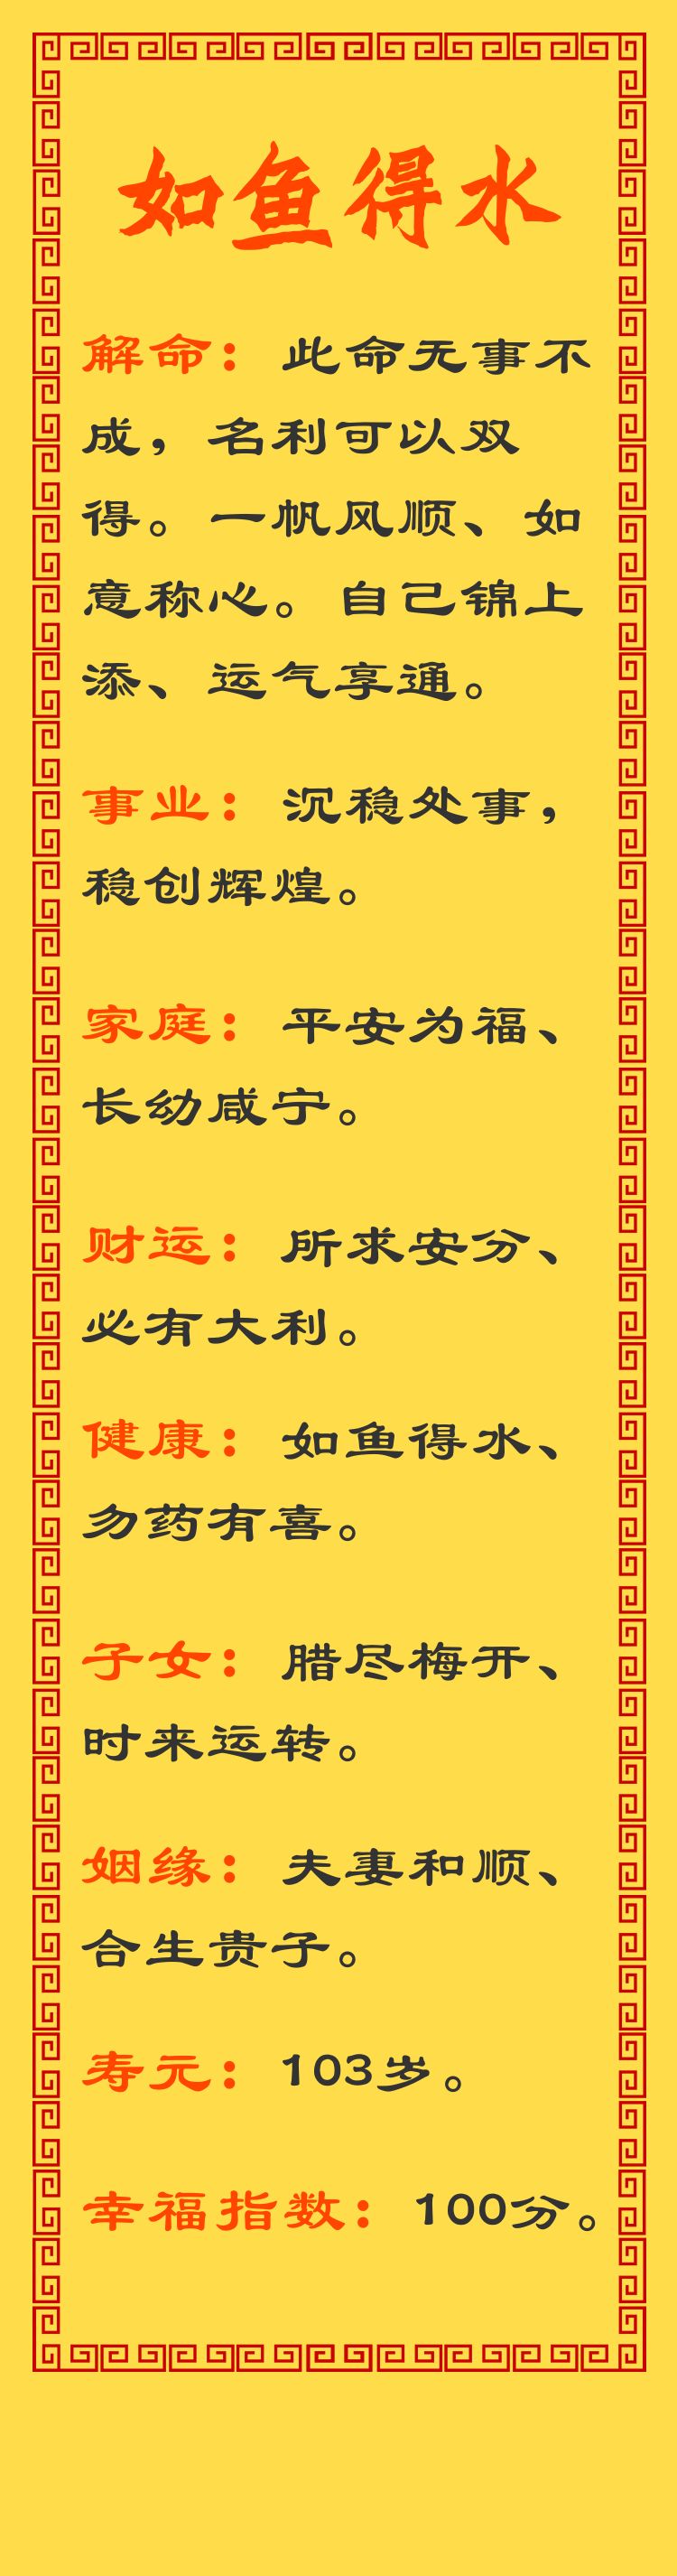 如鱼得水
解命：此命无事不
成，名利可以双
得。一帆风顺、如
意称心。自己锦上
添、运气享通。
事业：沉稳处事，
稳创辉煌。
家庭：平安为福、
长幼咸宁。
财运：所求安分、
必有大利。
健康：如鱼得水、
勿药有喜。
子女：腊尽梅开、
时来运转。
姻缘：夫妻和顺、
合生贵子。
寿元：103岁。
幸福指数：100分。